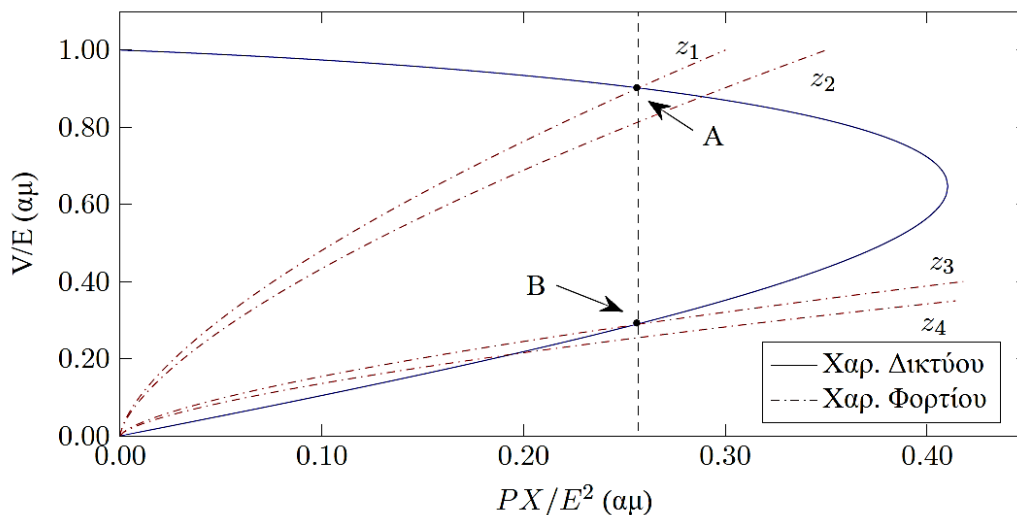 1.00
0.80
0.60
0.40
0.20
0.00
V/E (αμ)
z₁
z₂
A
B
z₃
z₄
Χαρ. Δικτύου
Χαρ. Φορτίου
0.00 0.10 0.20 0.30 0.40
PX/E² (αμ)